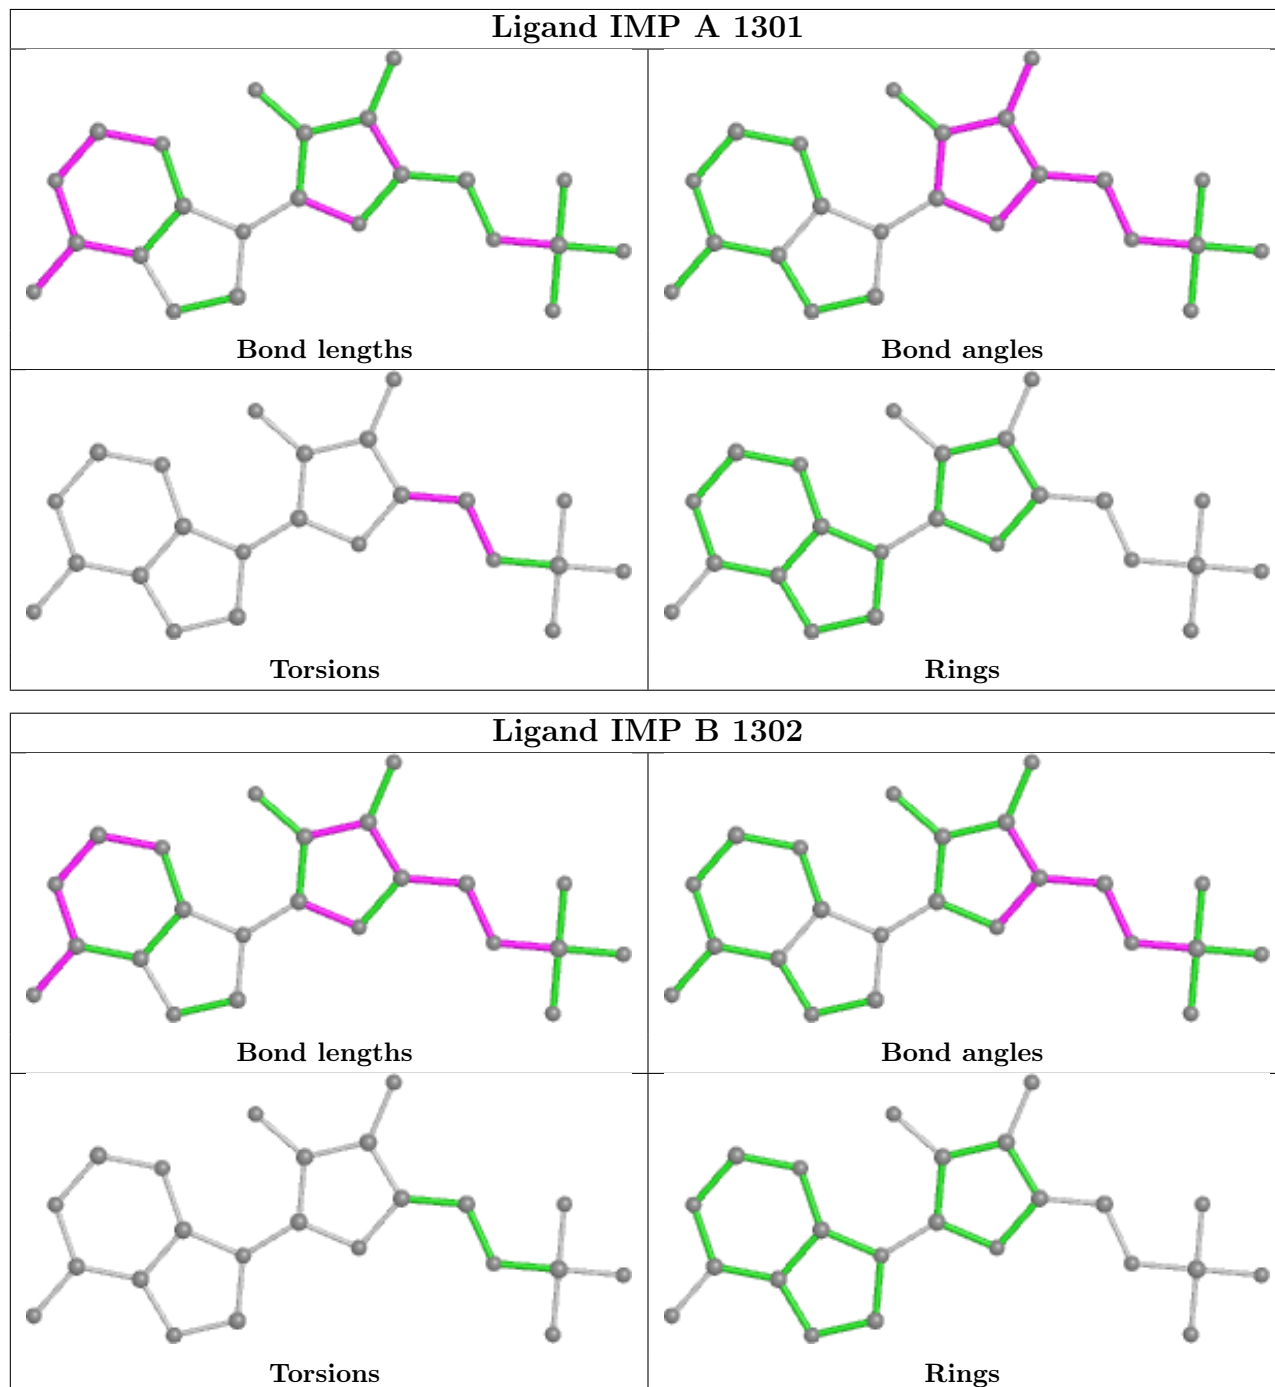 Ligand IMP A 1301
Bond lengths
Bond angles
Torsions
Rings
Ligand IMP B 1302
Bond lengths
Bond angles
Torsions
Rings